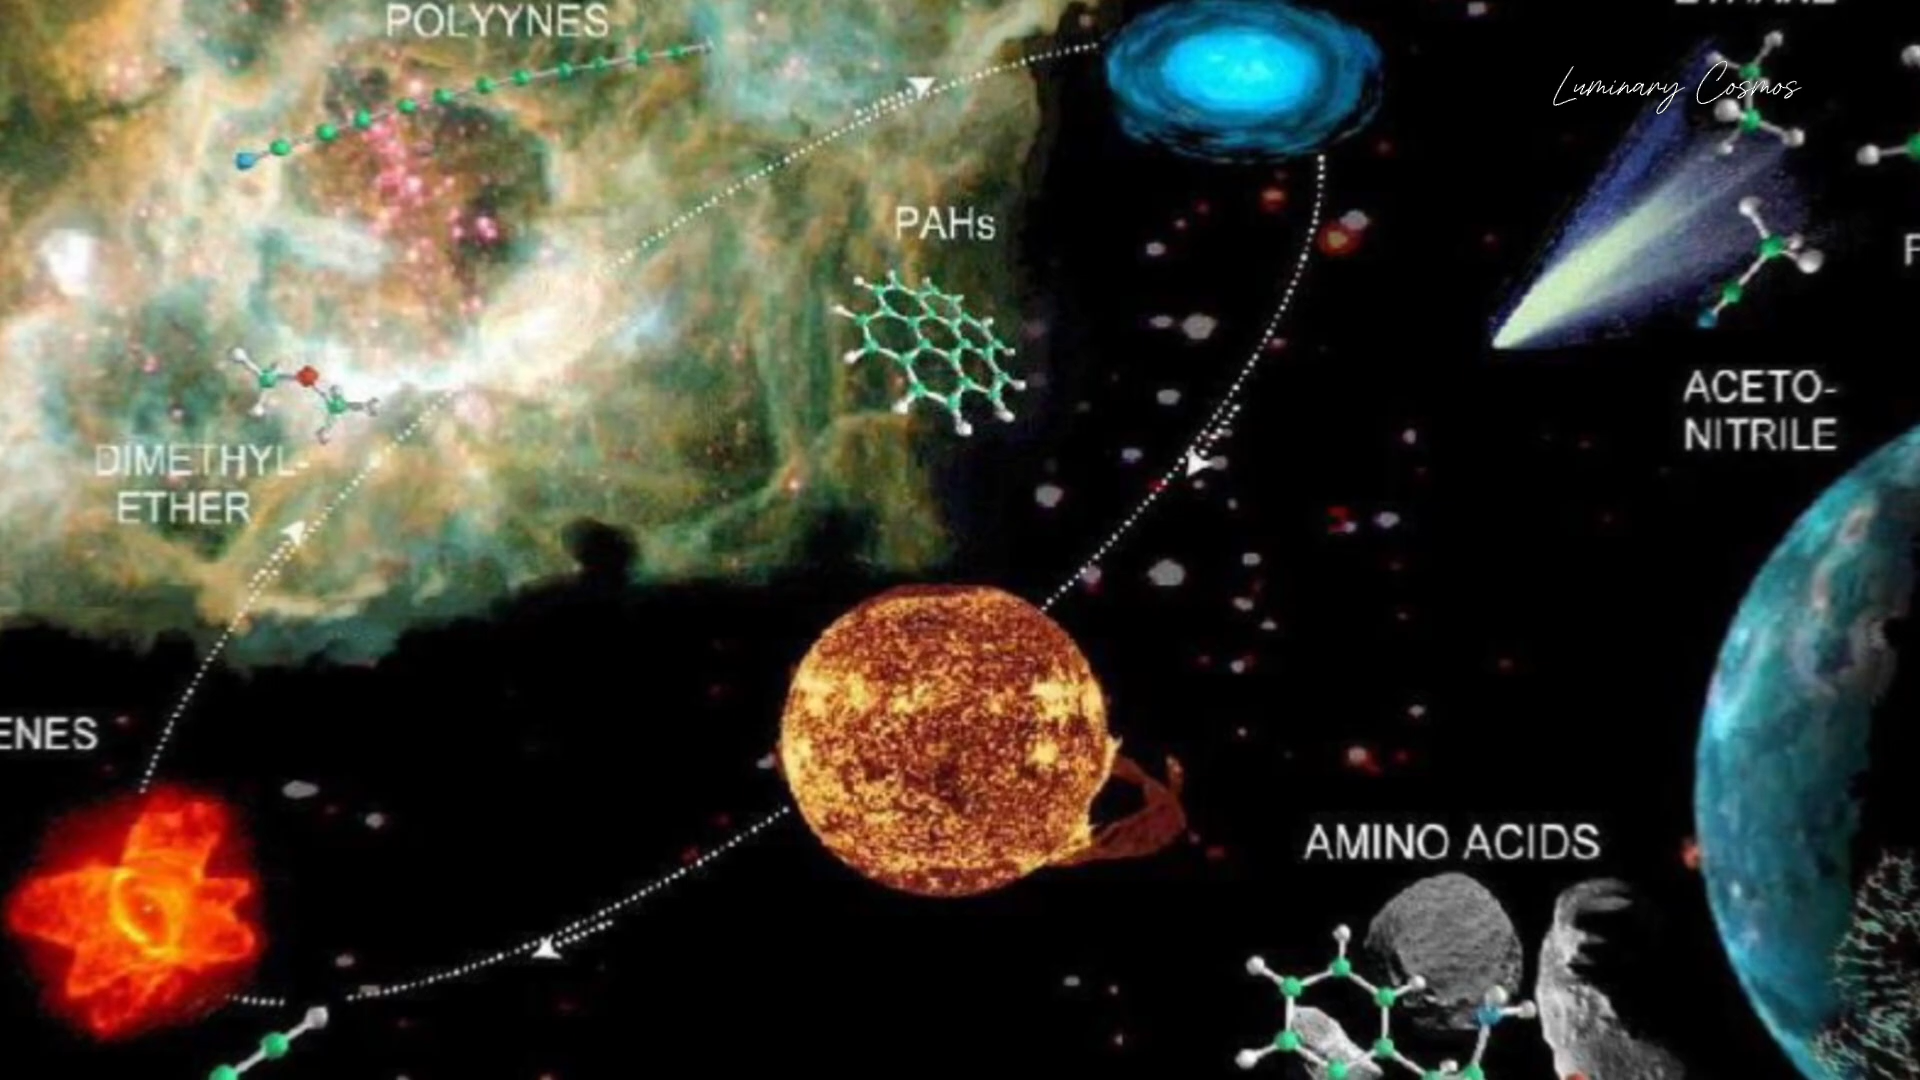 POLYYNES
Luminary Cosmos
PAHs
ACETO-
NITRILE
DIMETHYL-
ETHER
ENES
AMINO ACIDS